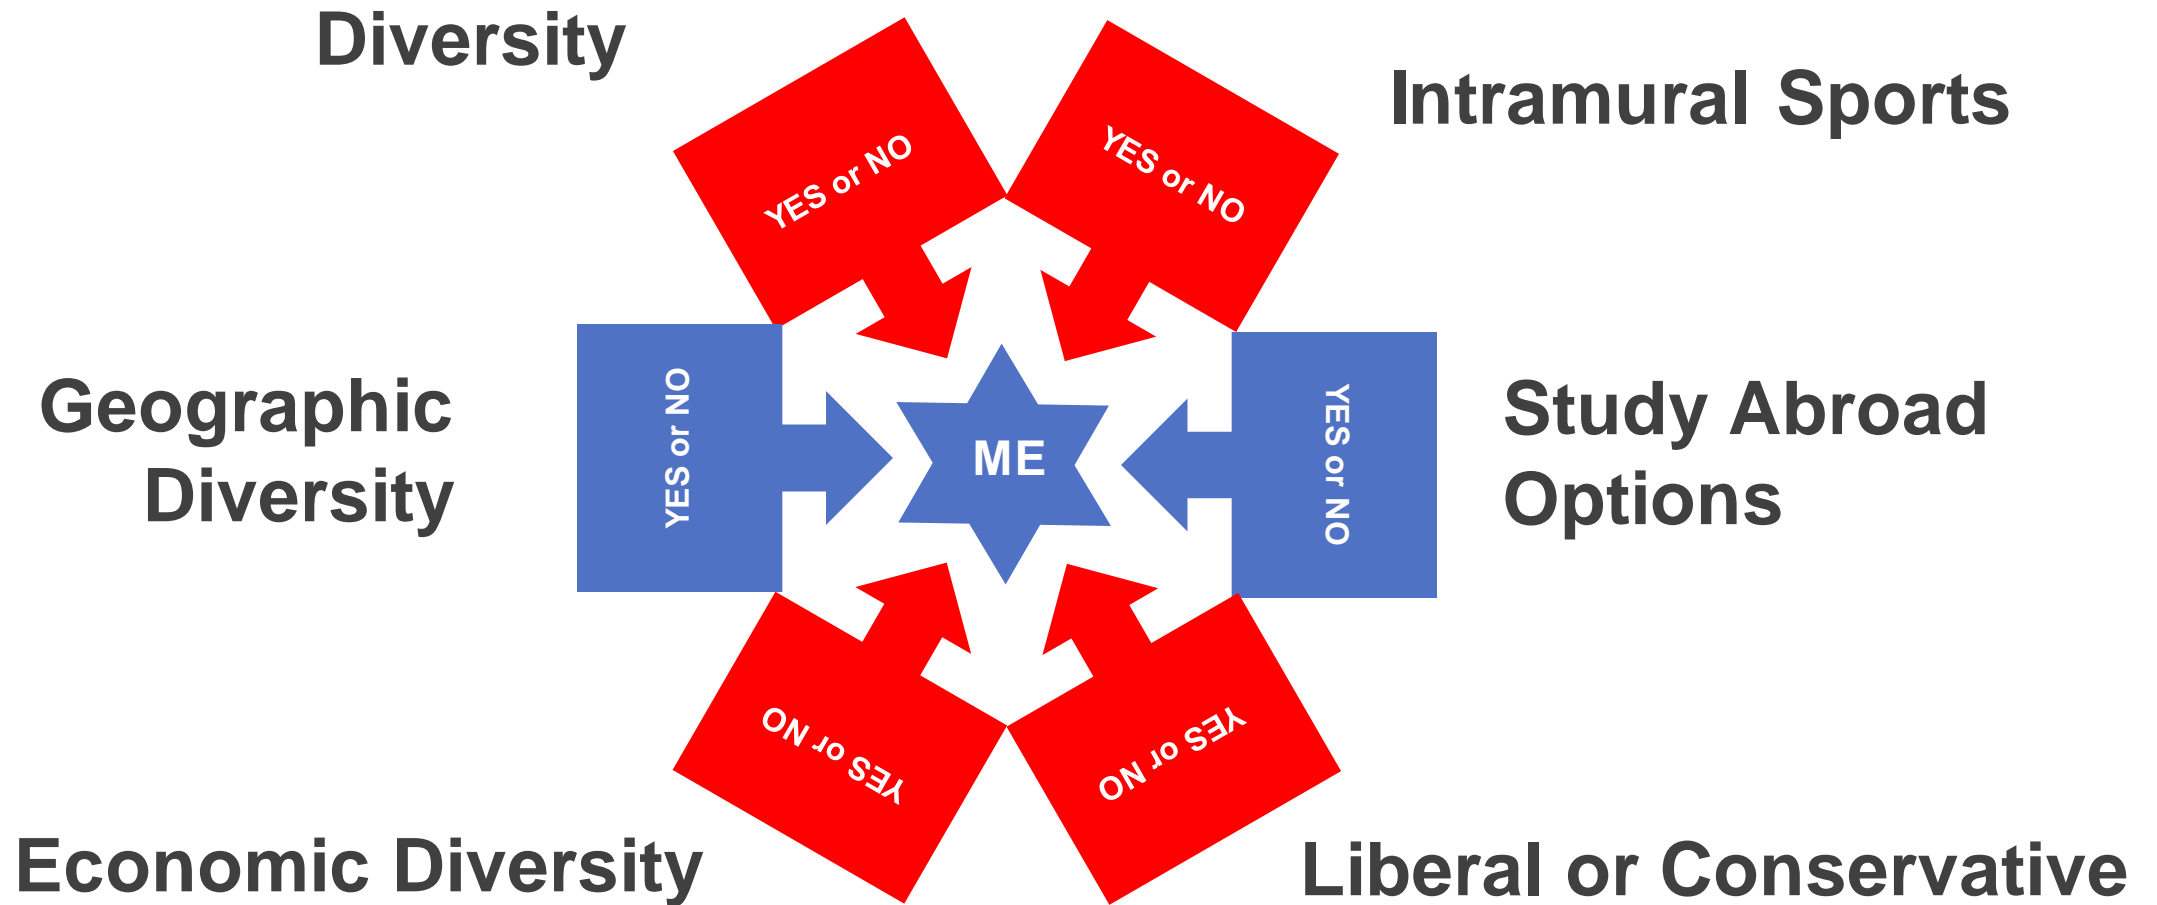 Diversity
Intramural Sports
YES or NO
YES or NO
Geographic
Diversity
YES or NO
ME
YES or NO
Study Abroad
Options
YES or NO
YES or NO
Economic Diversity
Liberal or Conservative